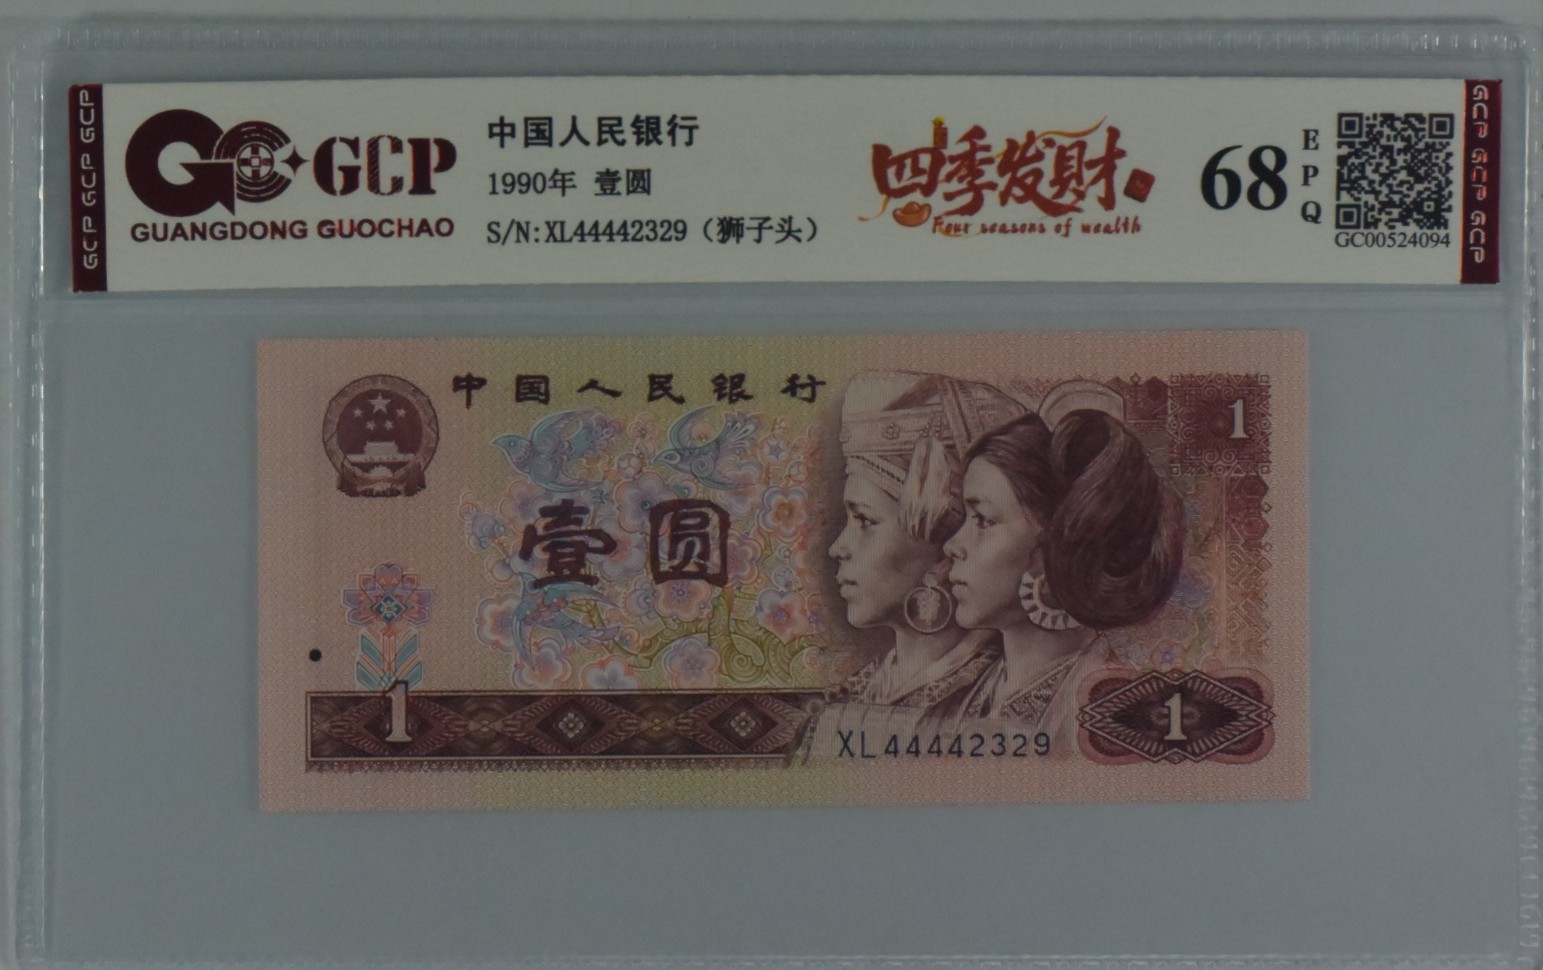 GCP GCP GCP
GCP
GUANGDONG GUOCHAO
中国人民银行
1990年 壹圆
S/N:XL44442329（狮子头）
四季发财
Four seasons of wealth
68
EPQ
GC00524094
GCP GCP GCP
中国人民银行
1
壹圆
1
XL44442329
1